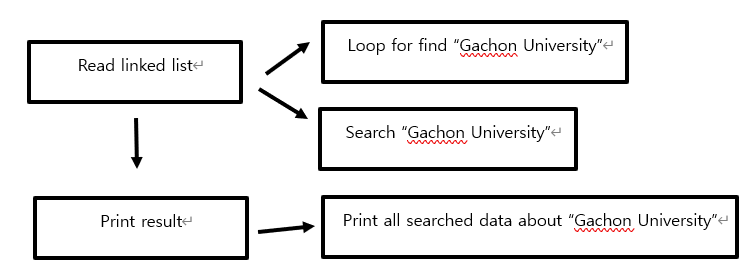 Loop for find “Gachon University”↵
Read linked list↵
Search “Gachon University”↵
Print result↵
Print all searched data about “Gachon University”↵